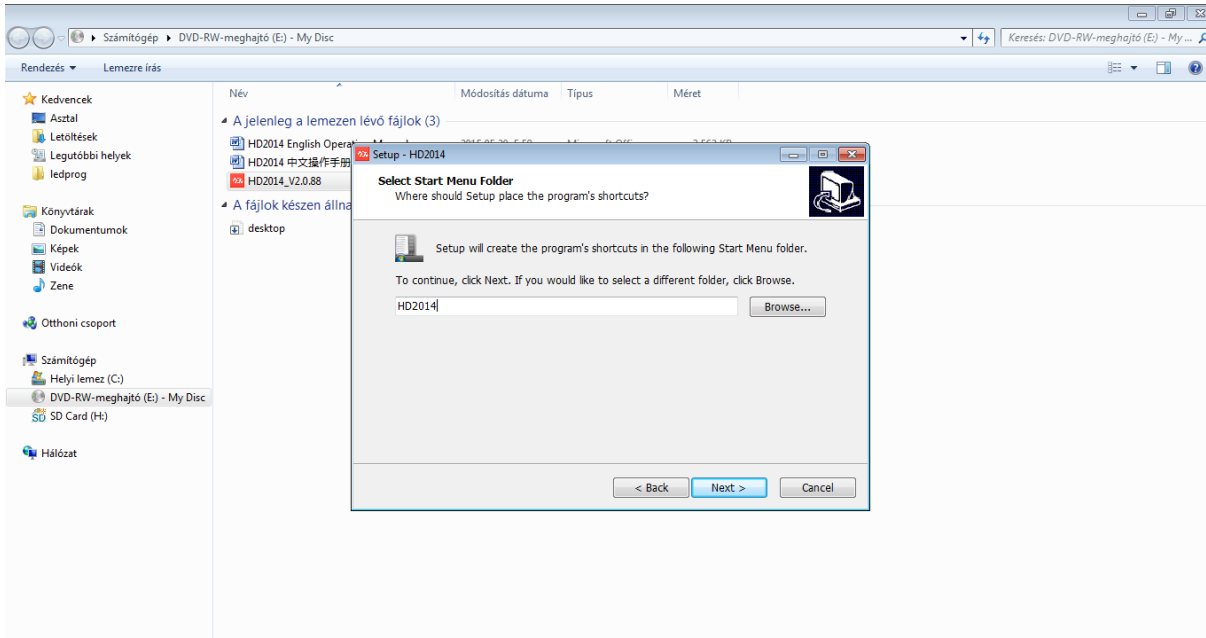 Számítógép ▸ DVD-RW-meghajtó (E:) - My Disc
Keresés: DVD-RW-meghajtó (E:) - My ...
Rendezés Lemezre írás
Név Módosítás dátuma Típus Méret
Kedvencek
Asztal
Letöltések
Legutóbbi helyek
ledprog
Könyvtárak
Dokumentumok
Képek
Videók
Zene
Otthoni csoport
Számítógép
Helyi lemez (C:)
DVD-RW-meghajtó (E:) - My Disc
SD Card (H:)
Hálózat
A jelenleg a lemezen lévő fájlok (3)
HD2014 English
HD2014 中文操作手册
HD2014_V2.0.88
A fájlok készen
desktop
Setup - HD2014
Select Start Menu Folder
Where should Setup place the program's shortcuts?
Setup will create the program's shortcuts in the following Start Menu folder.
To continue, click Next. If you would like to select a different folder, click Browse.
HD2014
Browse...
< Back Next > Cancel